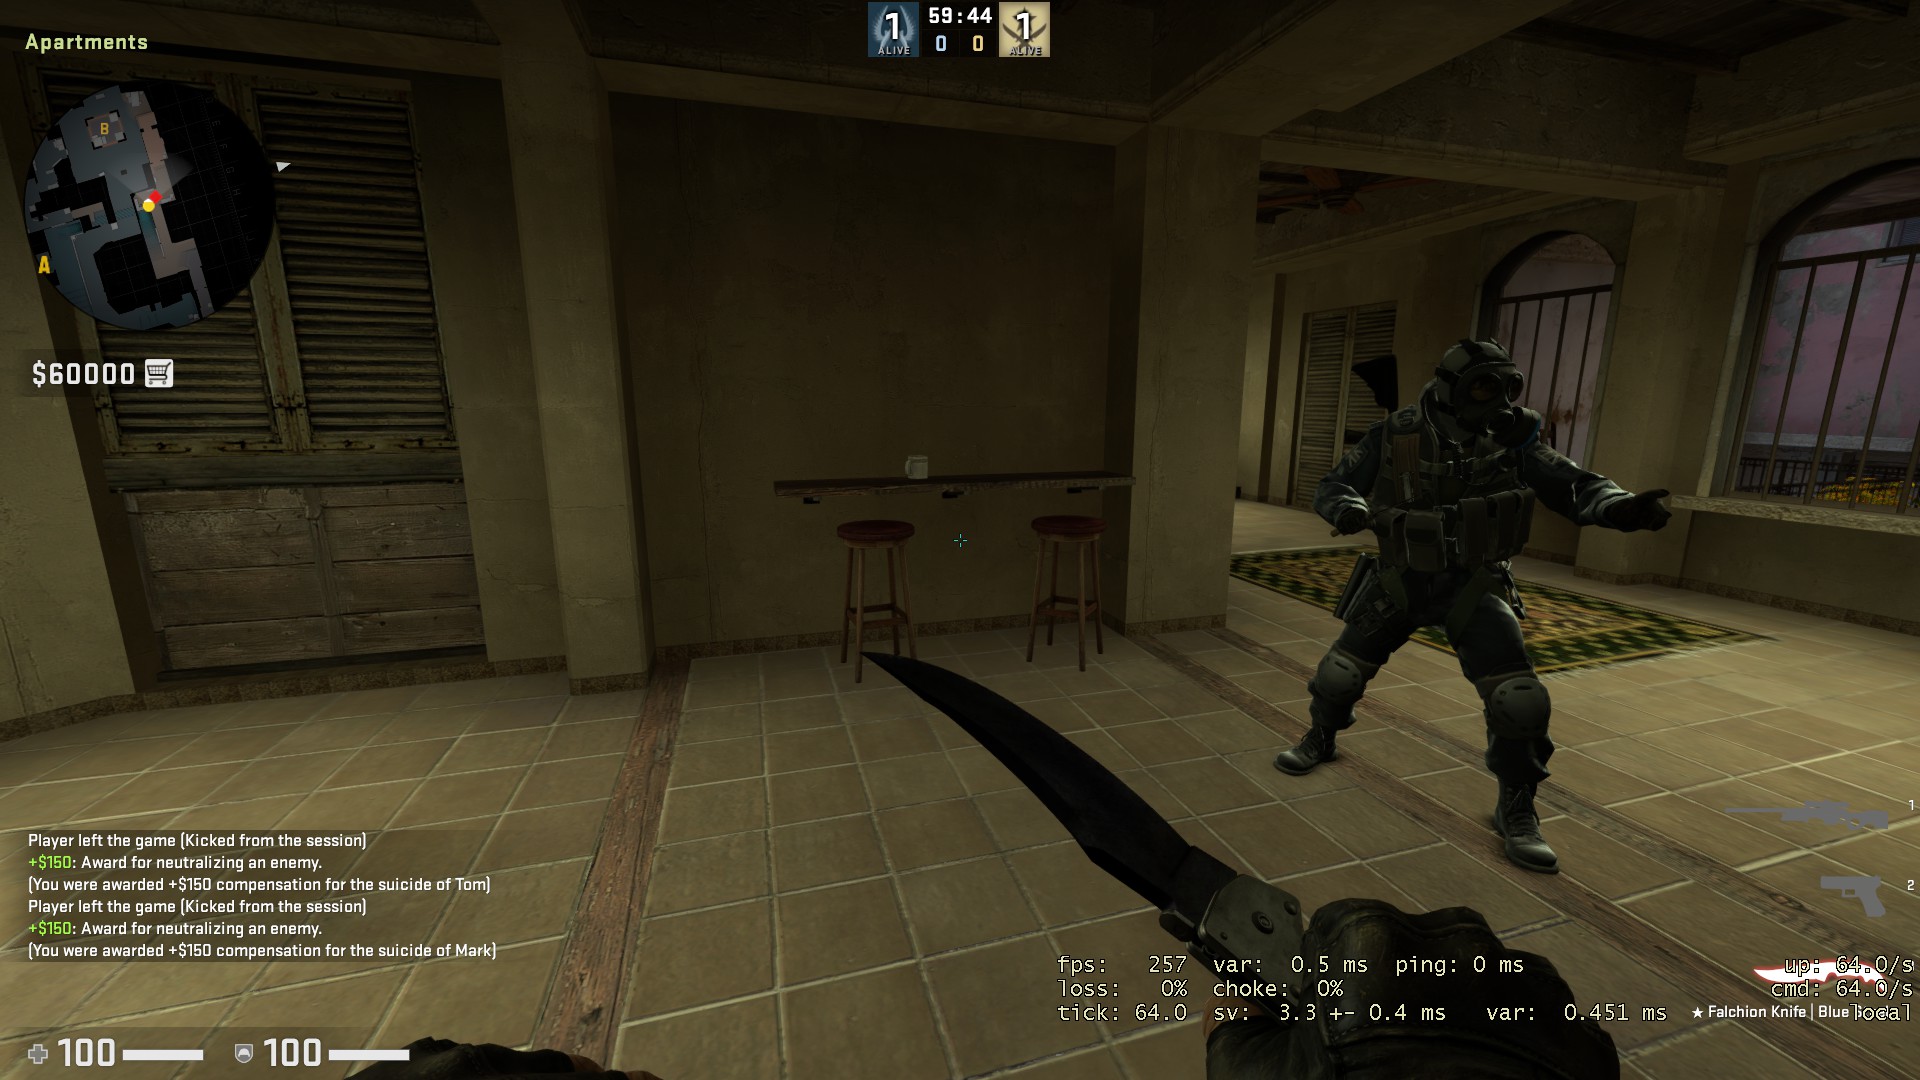 Apartments
1 ALIVE 59:44 1 ALIVE
0 0
B
A
$60000
Player left the game (Kicked from the session)
+$150: Award for neutralizing an enemy.
(You were awarded +$150 compensation for the suicide of Tom)
Player left the game (Kicked from the session)
+$150: Award for neutralizing an enemy.
(You were awarded +$150 compensation for the suicide of Mark)
100 100
1
2
fps: 257 var: 0.5 ms ping: 0 ms up: 64.0/s
loss: 0% choke: 0% cmd: 64.0/s
tick: 64.0 sv: 3.3 +- 0.4 ms var: 0.451 ms local
★ Falchion Knife | Blue